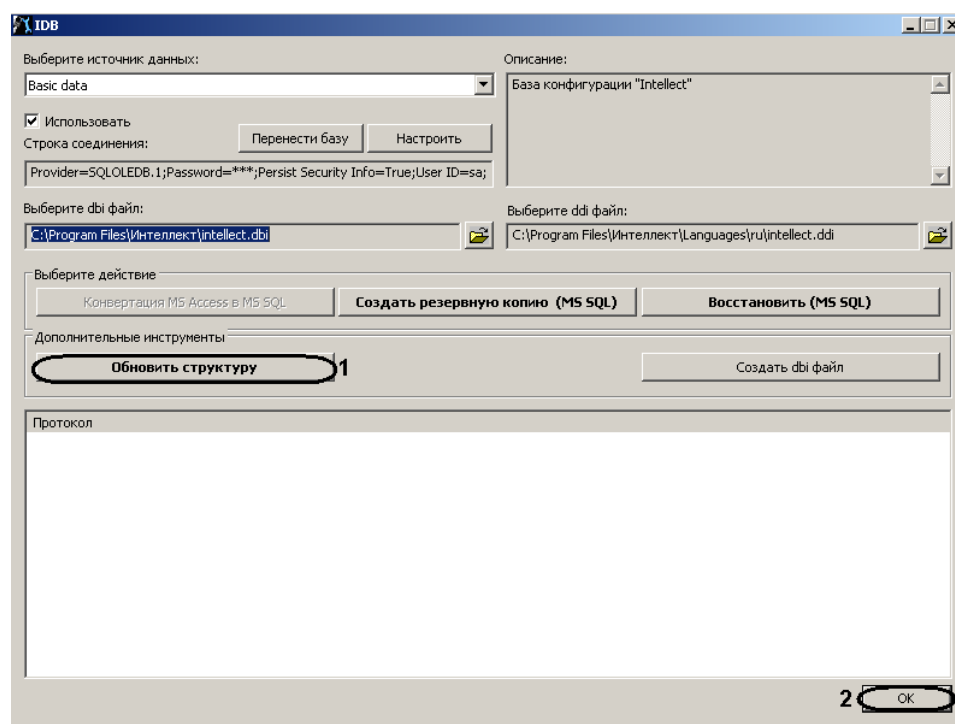 IDB
Выберите источник данных:
Описание:
Basic data
База конфигурации "Intellect"
Использовать
Строка соединения:
Перенести базу
Настроить
Provider=SQLOLEDB.1;Password=***;Persist Security Info=True;User ID=sa;
Выберите dbi файл:
Выберите ddi файл:
C:\Program Files\Интеллект\intellect.dbi
C:\Program Files\Интеллект\Languages\ru\intellect.ddi
Выберите действие
Конвертация MS Access в MS SQL
Создать резервную копию (MS SQL)
Восстановить (MS SQL)
Дополнительные инструменты
Обновить структуру
1
Создать dbi файл
Протокол
2
OK